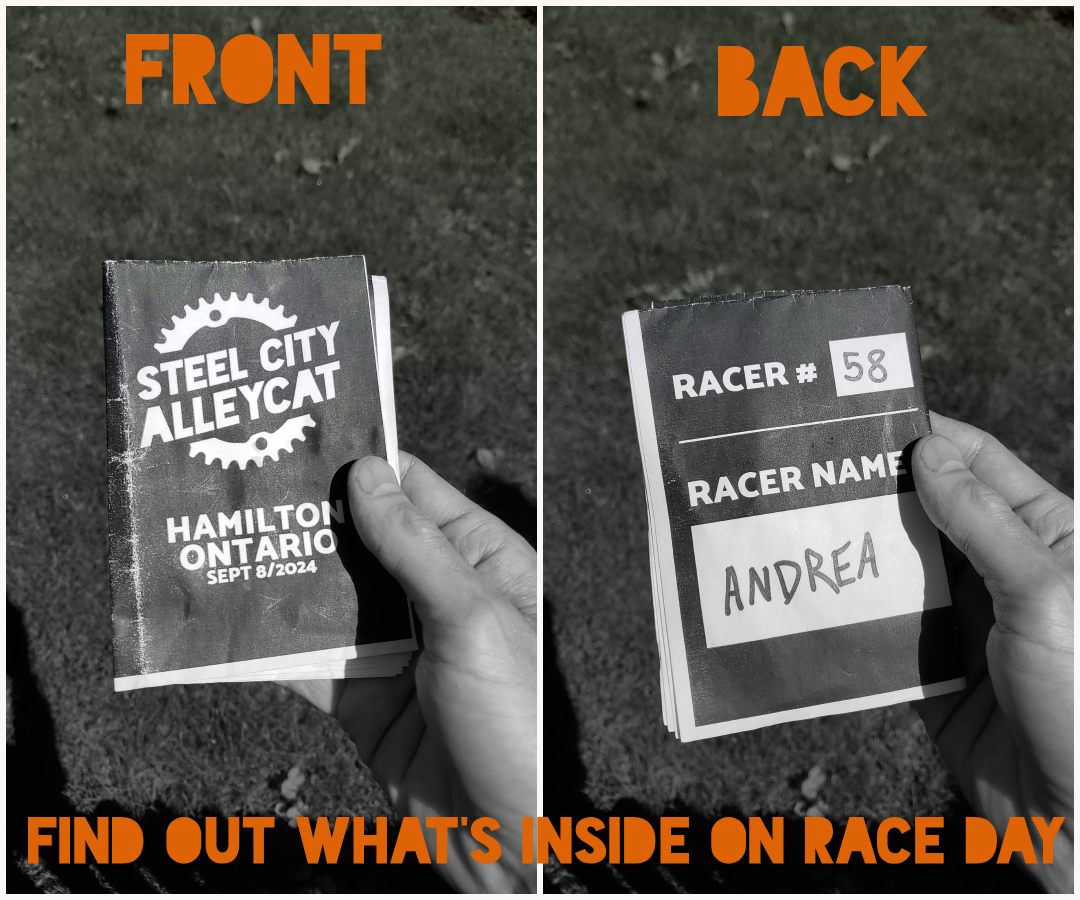 FRONT
STEEL CITY
ALLEYCAT
HAMILTON
ONTARIO
SEPT 8/2024
BACK
RACER # 58
RACER NAME
ANDREA
FIND OUT WHAT'S INSIDE ON RACE DAY